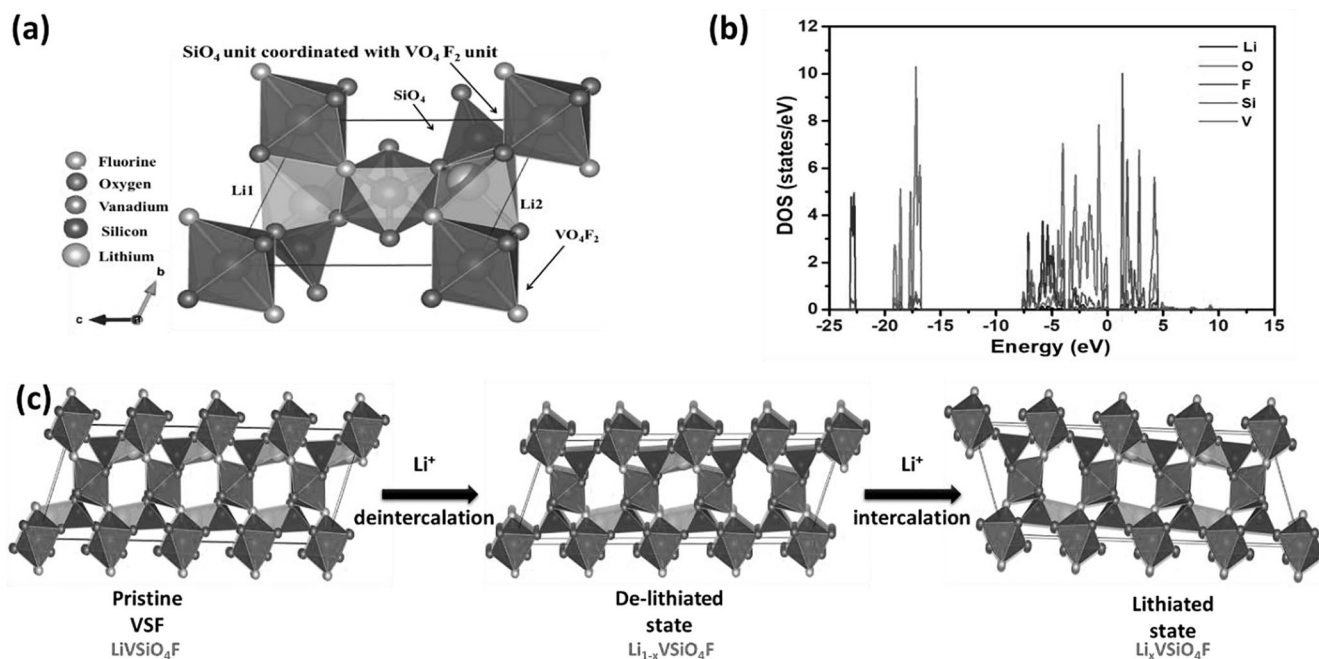 (a)
SiO4 unit coordinated with VO4 F2 unit
SiO4
Fluorine
Oxygen
Vanadium
Silicon
Lithium
Li1
Li2
VO4F2
b
c
(b)
DOS (states/eV)
12
10
8
6
4
2
0
Li
O
F
Si
V
-25 -20 -15 -10 -5 0 5 10 15
Energy (eV)
(c)
Li+
deintercalation
Li+
intercalation
Pristine
VSF
LiVSiO4F
De-lithiated
state
Li1-xVSiO4F
Lithiated
state
LixVSiO4F